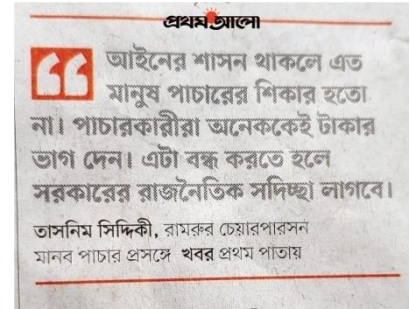 প্রথম আলো
“ আইনের শাসন থাকলে এত
মানুষ পাচারের শিকার হতো
না। পাচারকারীরা অনেককেই টাকার
ভাগ দেন। এটা বন্ধ করতে হলে
সরকারের রাজনৈতিক সদিচ্ছা লাগবে।
তাসনিম সিদ্দিকী, রামরুর চেয়ারপারসন
মানব পাচার প্রসঙ্গে খবর প্রথম পাতায়